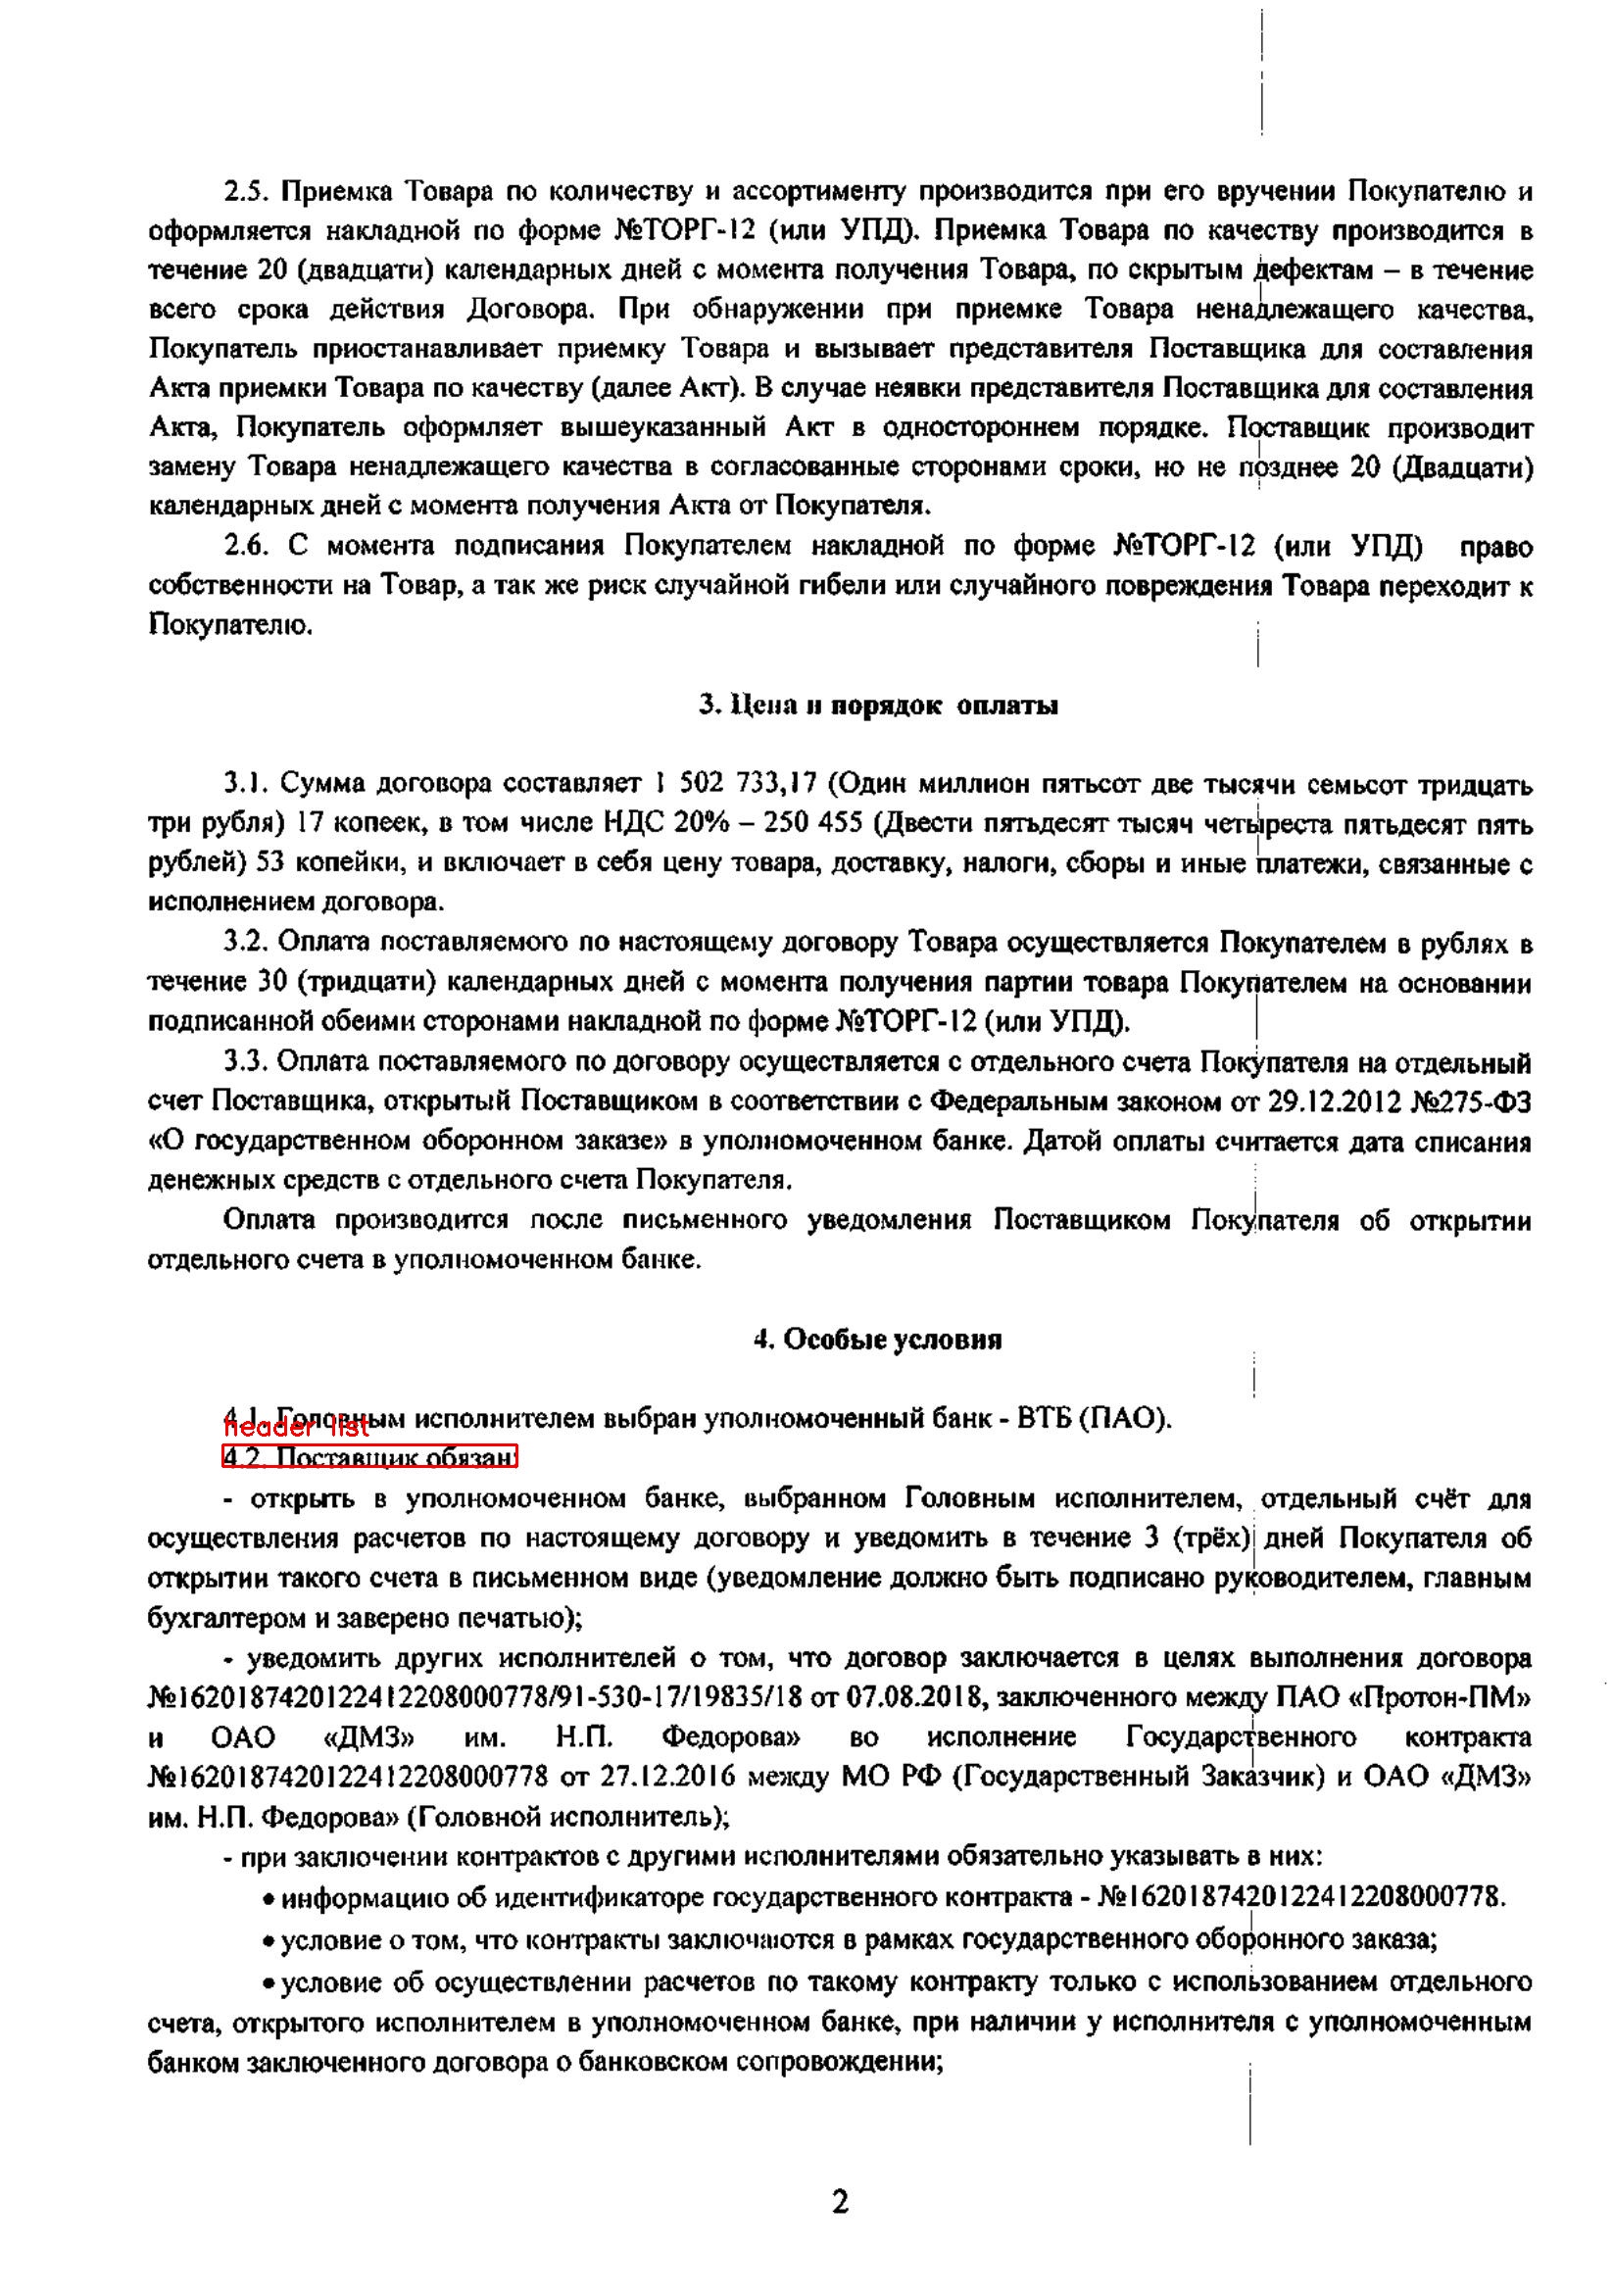 2.5. Приемка Товара по количеству и ассортименту производится при его вручении Покупателю и
оформляется накладной по форме №ТОРГ-12 (или УПД). Приемка Товара по качеству производится в
течение 20 (двадцати) календарных дней с момента получения Товара, по скрытым дефектам – в течение
всего срока действия Договора. При обнаружении при приемке Товара ненадлежащего качества,
Покупатель приостанавливает приемку Товара и вызывает представителя Поставщика для составления
Акта приемки Товара по качеству (далее Акт). В случае неявки представителя Поставщика для составления
Акта, Покупатель оформляет вышеуказанный Акт в одностороннем порядке. Поставщик производит
замену Товара ненадлежащего качества в согласованные сторонами сроки, но не позднее 20 (Двадцати)
календарных дней с момента получения Акта от Покупателя.
2.6. С момента подписания Покупателем накладной по форме №ТОРГ-12 (или УПД) право
собственности на Товар, а так же риск случайной гибели или случайного повреждения Товара переходит к
Покупателю.
3. Цена и порядок оплаты
3.1. Сумма договора составляет 1 502 733,17 (Один миллион пятьсот две тысячи семьсот тридцать
три рубля) 17 копеек, в том числе НДС 20% – 250 455 (Двести пятьдесят тысяч четыреста пятьдесят пять
рублей) 53 копейки, и включает в себя цену товара, доставку, налоги, сборы и иные платежи, связанные с
исполнением договора.
3.2. Оплата поставляемого по настоящему договору Товара осуществляется Покупателем в рублях в
течение 30 (тридцати) календарных дней с момента получения партии товара Покупателем на основании
подписанной обеими сторонами накладной по форме №ТОРГ-12 (или УПД).
3.3. Оплата поставляемого по договору осуществляется с отдельного счета Покупателя на отдельный
счет Поставщика, открытый Поставщиком в соответствии с Федеральным законом от 29.12.2012 №275-ФЗ
«О государственном оборонном заказе» в уполномоченном банке. Датой оплаты считается дата списания
денежных средств с отдельного счета Покупателя.
Оплата производится после письменного уведомления Поставщиком Покупателя об открытии
отдельного счета в уполномоченном банке.
4. Особые условия
4.1. Головным исполнителем выбран уполномоченный банк - ВТБ (ПАО).
header list
4.2. Поставщик обязан:
- открыть в уполномоченном банке, выбранном Головным исполнителем, отдельный счёт для
осуществления расчетов по настоящему договору и уведомить в течение 3 (трёх) дней Покупателя об
открытии такого счета в письменном виде (уведомление должно быть подписано руководителем, главным
бухгалтером и заверено печатью);
- уведомить других исполнителей о том, что договор заключается в целях выполнения договора
№1620187420122412208000778/91-530-17/19835/18 от 07.08.2018, заключенного между ПАО «Протон-ПМ»
и ОАО «ДМЗ» им. Н.П. Федорова» во исполнение Государственного контракта
№1620187420122412208000778 от 27.12.2016 между МО РФ (Государственный Заказчик) и ОАО «ДМЗ»
им. Н.П. Федорова» (Головной исполнитель);
- при заключении контрактов с другими исполнителями обязательно указывать в них:
• информацию об идентификаторе государственного контракта - №1620187420122412208000778.
• условие о том, что контракты заключаются в рамках государственного оборонного заказа;
• условие об осуществлении расчетов по такому контракту только с использованием отдельного
счета, открытого исполнителем в уполномоченном банке, при наличии у исполнителя с уполномоченным
банком заключенного договора о банковском сопровождении;
2